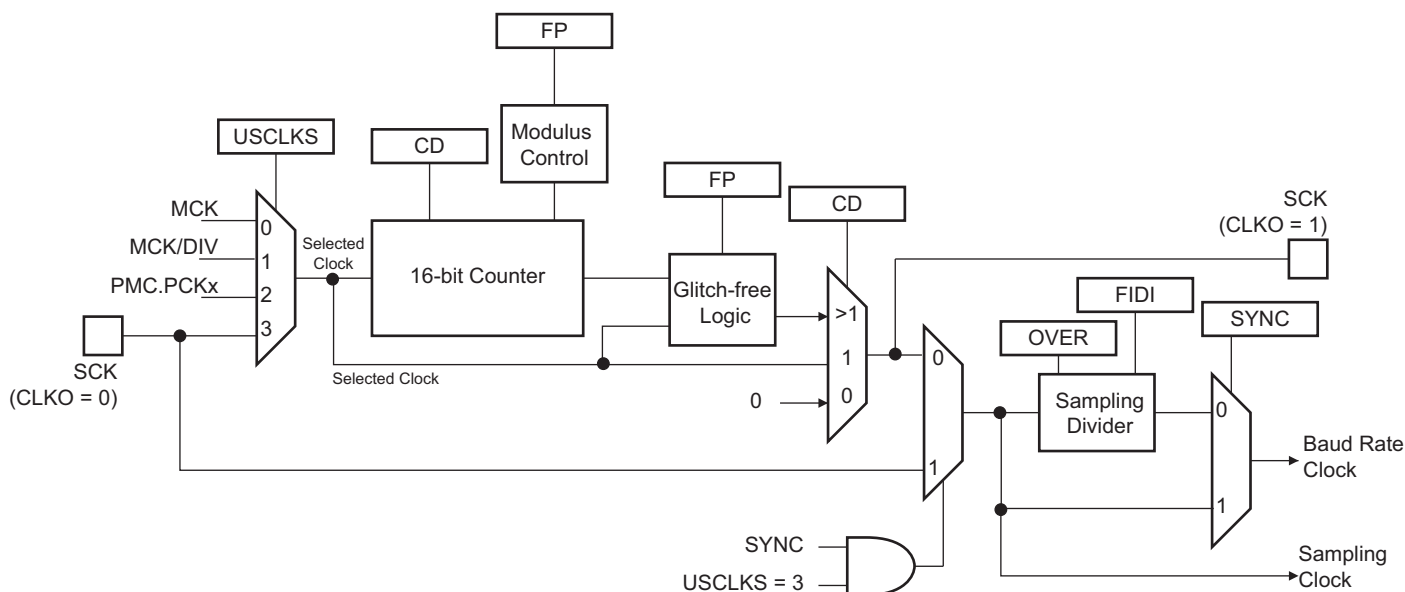 FP
Modulus
Control
USCLKS
CD
FP
CD
MCK
MCK/DIV
PMC.PCKx
0
1
2
3
Selected
Clock
16-bit Counter
Glitch-free
Logic
>1
1
0
0
SCK
(CLKO = 1)
SCK
(CLKO = 0)
Selected Clock
0
1
OVER
FIDI
SYNC
Sampling
Divider
0
1
Baud Rate
Clock
SYNC
USCLKS = 3
Sampling
Clock